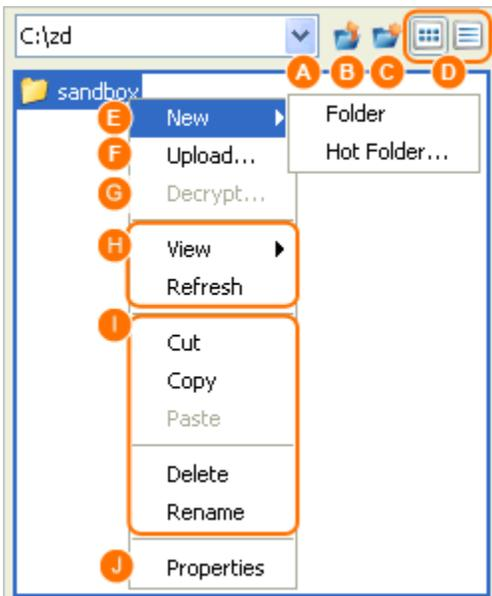 C:\zd
A B C D
sandbox
E New Folder
F Upload... Hot Folder...
G Decrypt...
H View
Refresh
I
Cut
Copy
Paste
Delete
Rename
J Properties